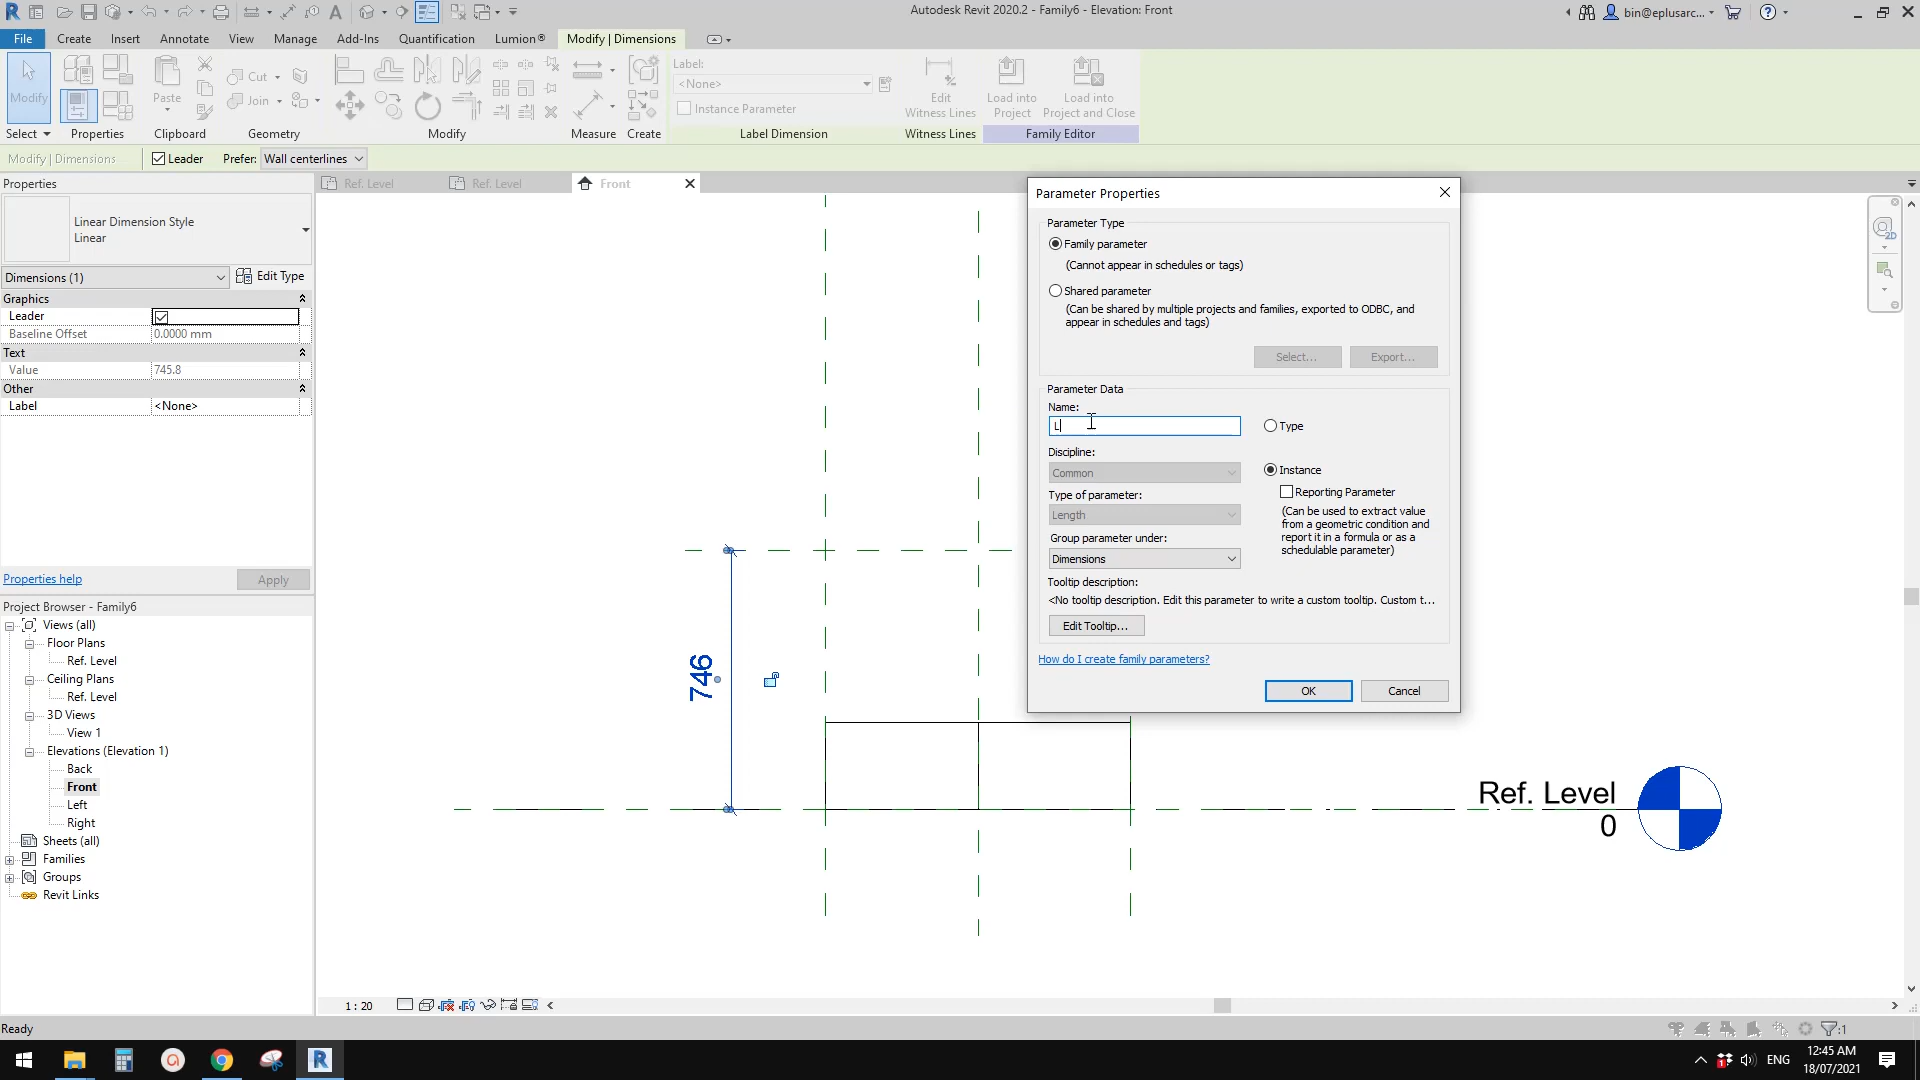 Autodesk Revit 2020.2 - Family6 - Elevation: Front
bin@eplusarc...
File Create Insert Annotate View Manage Add-Ins Quantification Lumion® Modify | Dimensions
Modify
Paste
Cut
Join
Label:
<None>
Instance Parameter
Edit
Witness Lines
Load into
Project
Load into
Project and Close
Select Properties Clipboard Geometry Modify Measure Create Label Dimension Witness Lines Family Editor
Modify | Dimensions Leader Prefer: Wall centerlines
Properties
Ref. Level Ref. Level Front
Linear Dimension Style
Linear
Dimensions (1) Edit Type
Graphics
Leader
Baseline Offset 0.0000 mm
Text
Value 745.8
Other
Label <None>
Properties help Apply
Project Browser - Family6
Views (all)
Floor Plans
Ref. Level
Ceiling Plans
Ref. Level
3D Views
View 1
Elevations (Elevation 1)
Back
Front
Left
Right
Sheets (all)
Families
Groups
Revit Links
746
Parameter Properties
Parameter Type
Family parameter
(Cannot appear in schedules or tags)
Shared parameter
(Can be shared by multiple projects and families, exported to ODBC, and
appear in schedules and tags)
Select... Export...
Parameter Data
Name:
L
Type
Discipline:
Common
Instance
Type of parameter:
Reporting Parameter
Length
(Can be used to extract value
from a geometric condition and
report it in a formula or as a
schedulable parameter)
Group parameter under:
Dimensions
Tooltip description:
<No tooltip description. Edit this parameter to write a custom tooltip. Custom t...
Edit Tooltip...
How do I create family parameters?
OK Cancel
Ref. Level
0
2D
1 : 20
Ready
:1
ENG
12:45 AM
18/07/2021